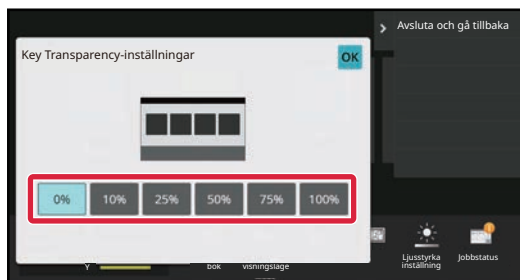 Avsluta och gå tillbaka
Key Transparency-inställningar
OK
0%
10%
25%
50%
75%
100%
Y
bok
visningsläge
Ljusstyrka
inställning
Jobbstatus